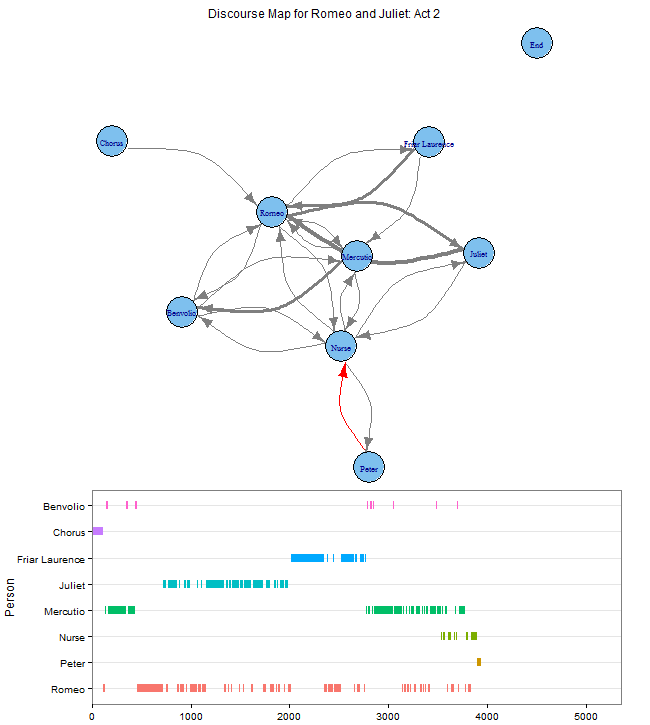 Discourse Map for Romeo and Juliet: Act 2
End
Chorus
Friar Laurence
Romeo
Mercutio
Juliet
Benvolio
Nurse
Peter
Person
Benvolio
Chorus
Friar Laurence
Juliet
Mercutio
Nurse
Peter
Romeo
0 1000 2000 3000 4000 5000